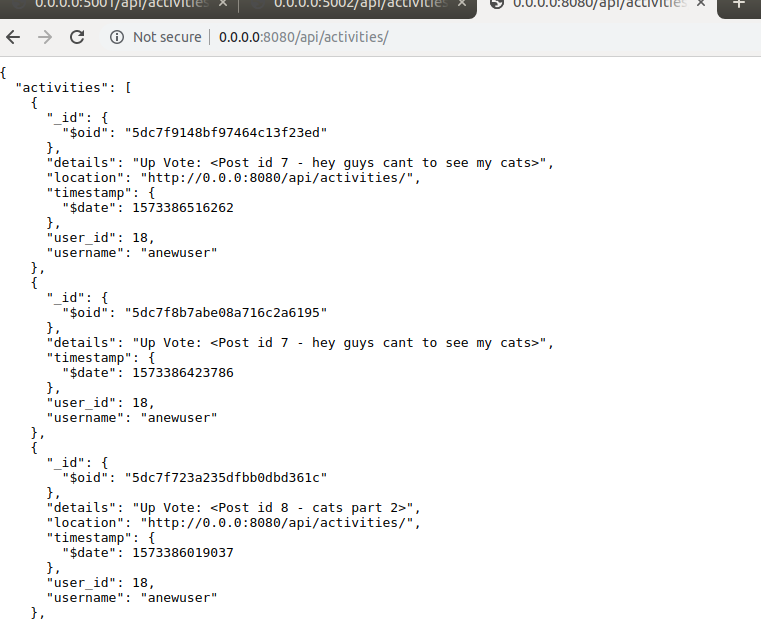 0.0.0.0:5001/api/activities × 0.0.0.0:5002/api/activities × 0.0.0.0:8080/api/activities × +
Not secure | 0.0.0.0:8080/api/activities/
{
  "activities": [
    {
      "_id": {
        "$oid": "5dc7f9148bf97464c13f23ed"
      },
      "details": "Up Vote: <Post id 7 - hey guys cant to see my cats>",
      "location": "http://0.0.0:8080/api/activities/",
      "timestamp": {
        "$date": 1573386516262
      },
      "user_id": 18,
      "username": "anewuser"
    },
    {
      "_id": {
        "$oid": "5dc7f8b7abe08a716c2a6195"
      },
      "details": "Up Vote: <Post id 7 - hey guys cant to see my cats>",
      "timestamp": {
        "$date": 1573386423786
      },
      "user_id": 18,
      "username": "anewuser"
    },
    {
      "_id": {
        "$oid": "5dc7f723a235dfbb0dbd361c"
      },
      "details": "Up Vote: <Post id 8 - cats part 2>",
      "location": "http://0.0.0:8080/api/activities/",
      "timestamp": {
        "$date": 1573386019037
      },
      "user_id": 18,
      "username": "anewuser"
    },